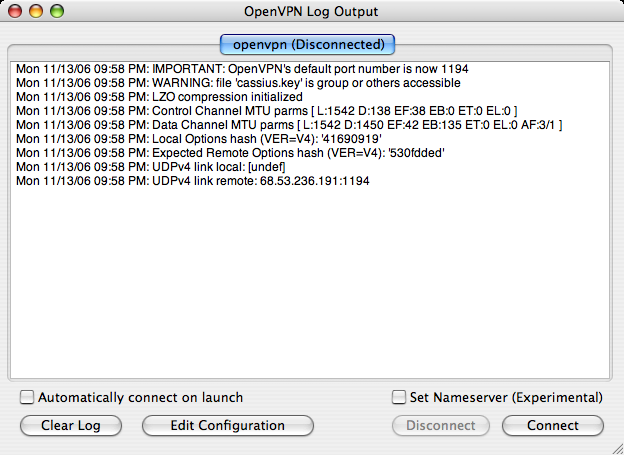 OpenVPN Log Output
openvpn (Disconnected)
Mon 11/13/06 09:58 PM: IMPORTANT: OpenVPN's default port number is now 1194
Mon 11/13/06 09:58 PM: WARNING: file 'cassius.key' is group or others accessible
Mon 11/13/06 09:58 PM: LZO compression initialized
Mon 11/13/06 09:58 PM: Control Channel MTU parms [ L:1542 D:138 EF:38 EB:0 ET:0 EL:0 ]
Mon 11/13/06 09:58 PM: Data Channel MTU parms [ L:1542 D:1450 EF:42 EB:135 ET:0 EL:0 AF:3/1 ]
Mon 11/13/06 09:58 PM: Local Options hash (VER=V4): '41690919'
Mon 11/13/06 09:58 PM: Expected Remote Options hash (VER=V4): '530fdded'
Mon 11/13/06 09:58 PM: UDPv4 link local: [undef]
Mon 11/13/06 09:58 PM: UDPv4 link remote: 68.53.236.191:1194
Automatically connect on launch
Set Nameserver (Experimental)
Clear Log
Edit Configuration
Disconnect
Connect